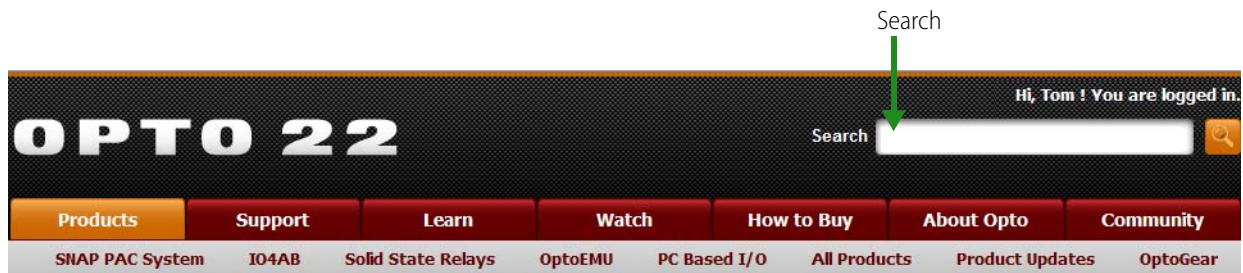 Search
Hi, Tom ! You are logged in.
OPTO 22
Search
Products Support Learn Watch How to Buy About Opto Community
SNAP PAC System IO4AB Solid State Relays OptoEMU PC Based I/O All Products Product Updates OptoGear